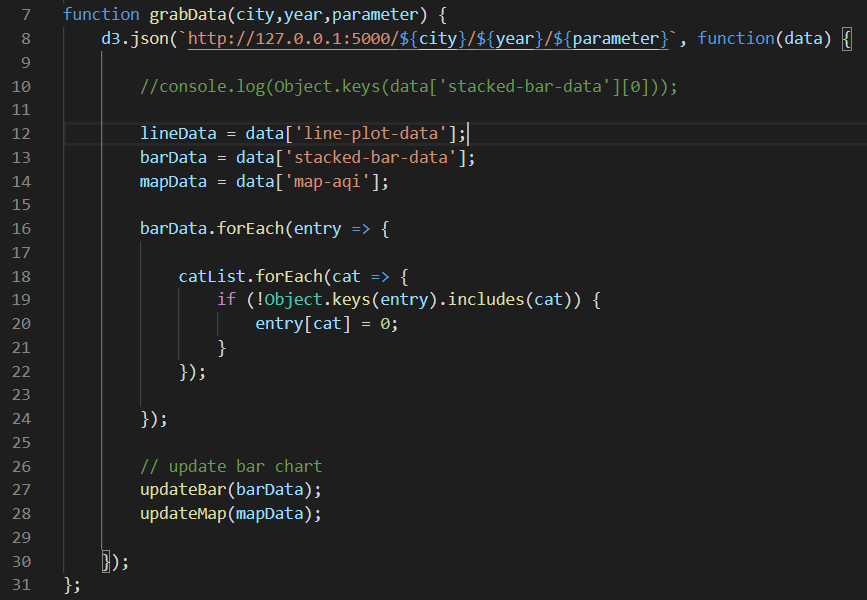 7 function grabData(city,year,parameter) {
8     d3.json(`http://127.0.0.1:5000/${city}/${year}/${parameter}`, function(data) {
9
10         //console.log(Object.keys(data['stacked-bar-data'][0]));
11
12         lineData = data['line-plot-data'];
13         barData = data['stacked-bar-data'];
14         mapData = data['map-aqi'];
15
16         barData.forEach(entry => {
17
18             catList.forEach(cat => {
19                 if (!Object.keys(entry).includes(cat)) {
20                     entry[cat] = 0;
21                 }
22             });
23
24         });
25
26         // update bar chart
27         updateBar(barData);
28         updateMap(mapData);
29
30     });
31 };